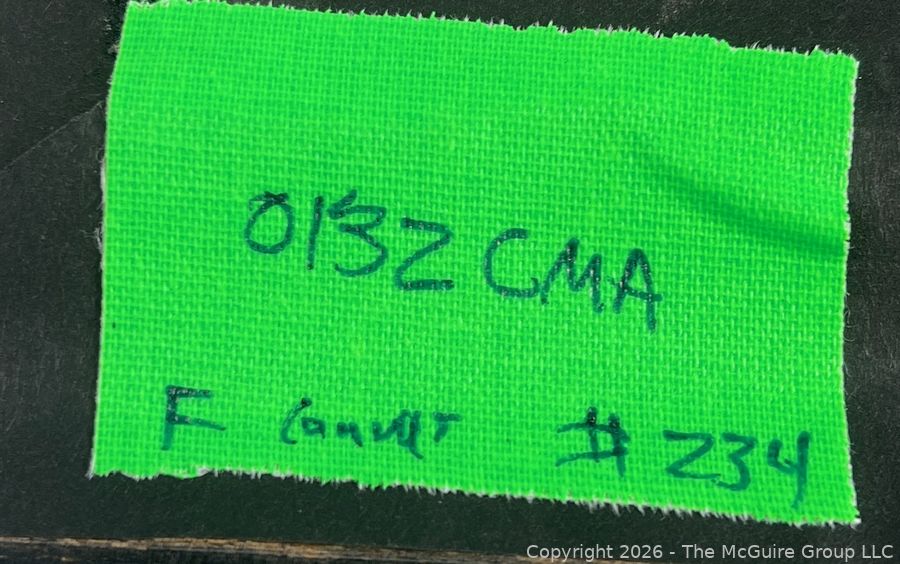 0132 CMA
F # 234
Copyright 2026 - The McGuire Group LLC